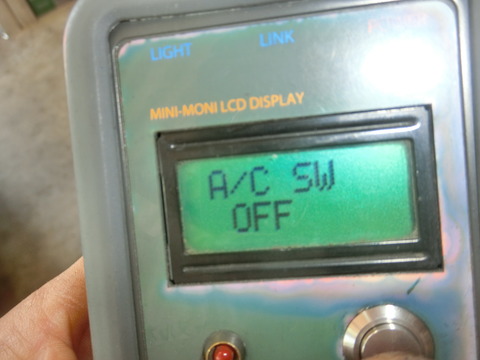 LIGHT LINK
MINI-MONI LCD DISPLAY
A/C SW
OFF